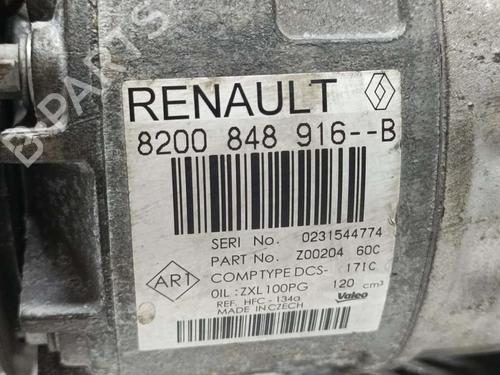 B-PARTS
RENAULT
8200 848 916--B
SERI No. 0231544774
PART No. Z00204 60C
COMPTYPE DCS- 171C
OIL :ZXL100PG 120 cm³
REF. HFC - 134a
MADE IN CZECH
Valeo
AR1